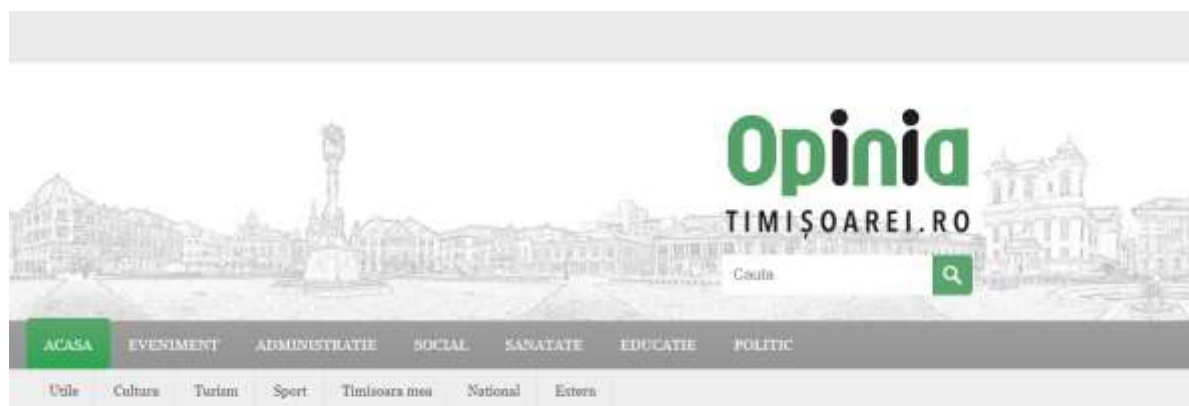 Opinia
TIMIȘOAREI.RO
Cauta
ACASA EVENIMENT ADMINISTRATIE SOCIAL SANATATE EDUCATIE POLITIC
Utile Cultura Turism Sport Timisoara mea National Extern